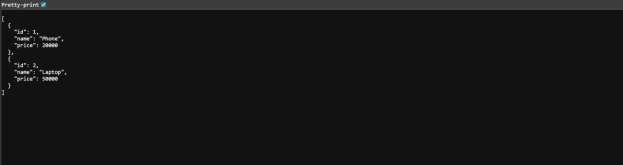 Pretty-print
[
  {
    "id": 1,
    "name": "Phone",
    "price": 20000
  },
  {
    "id": 2,
    "name": "Laptop",
    "price": 50000
  }
]